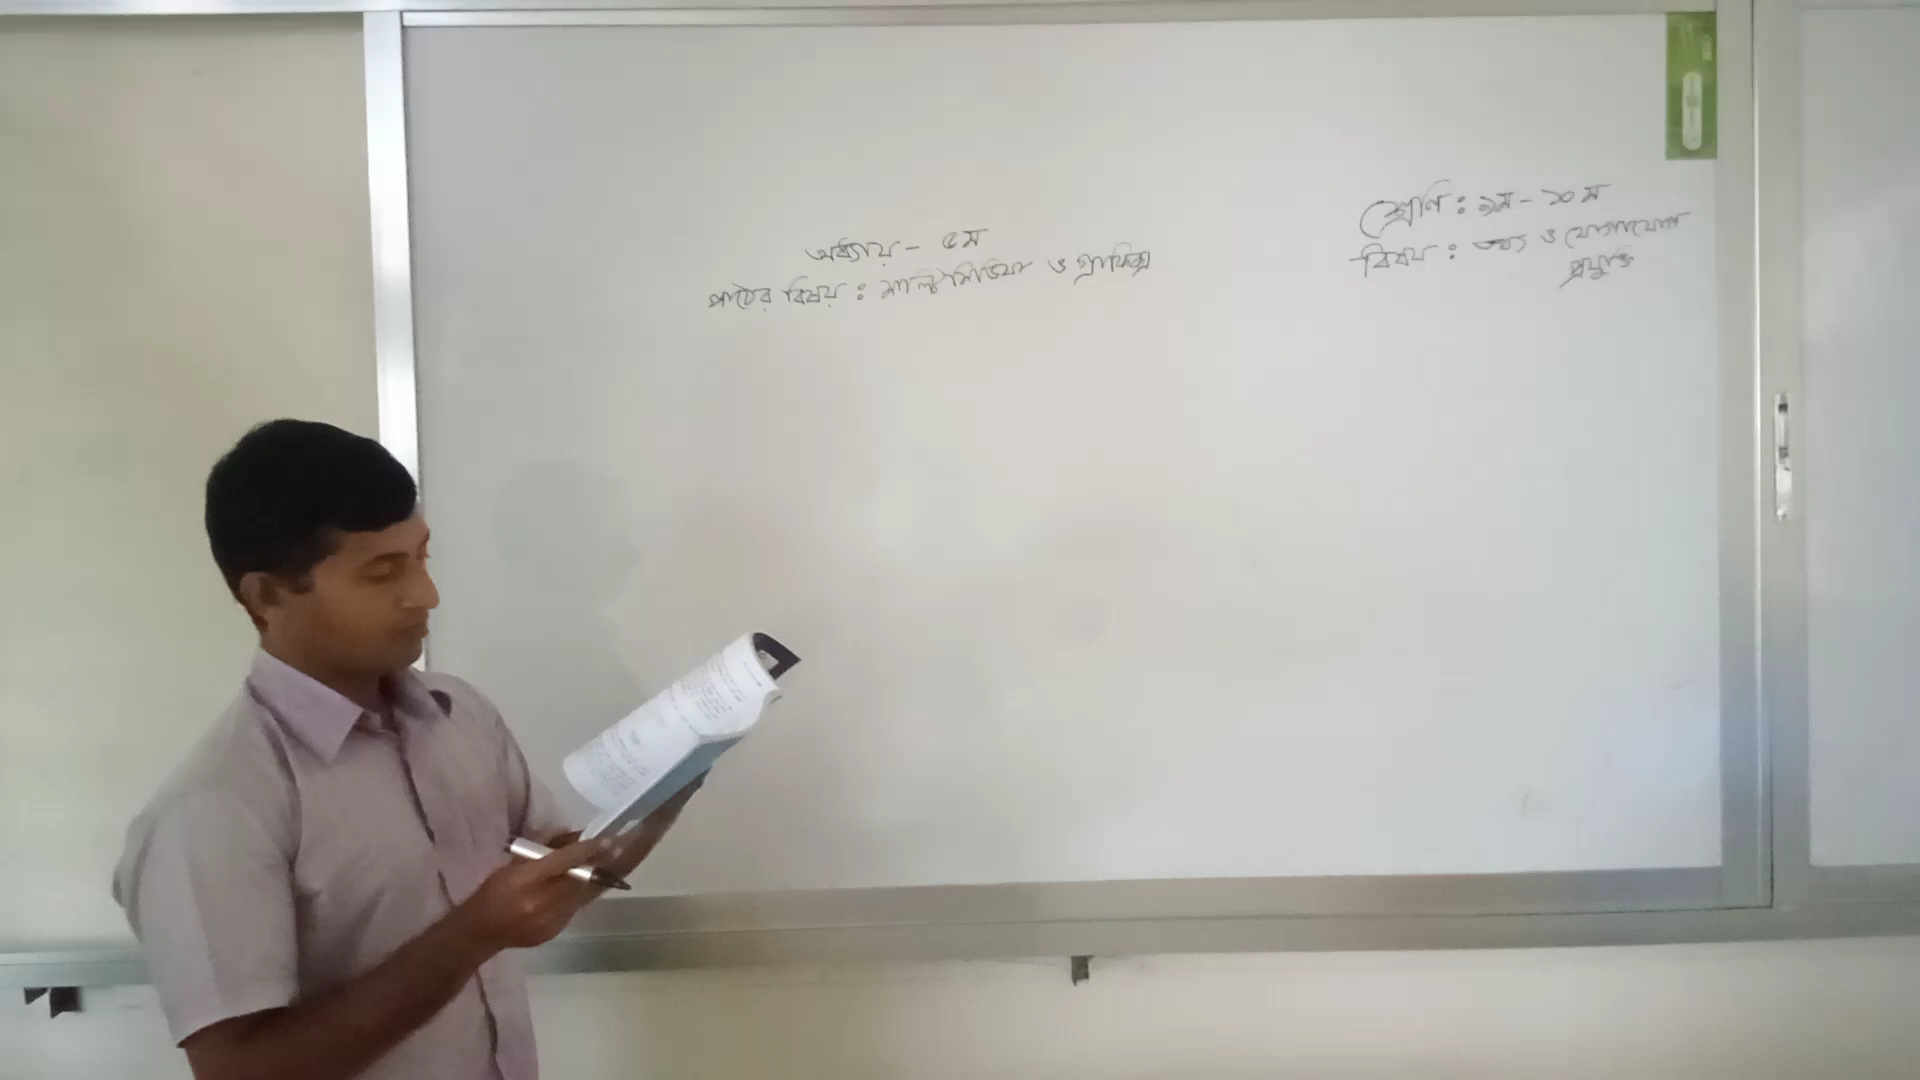 অধ্যায় - ৫ম
পাঠের বিষয় : মাল্টিমিডিয়া ও গ্রাফিক্স
শ্রেণি : ৯ম - ১০ম
বিষয় : তথ্য ও যোগাযোগ
প্রযুক্তি